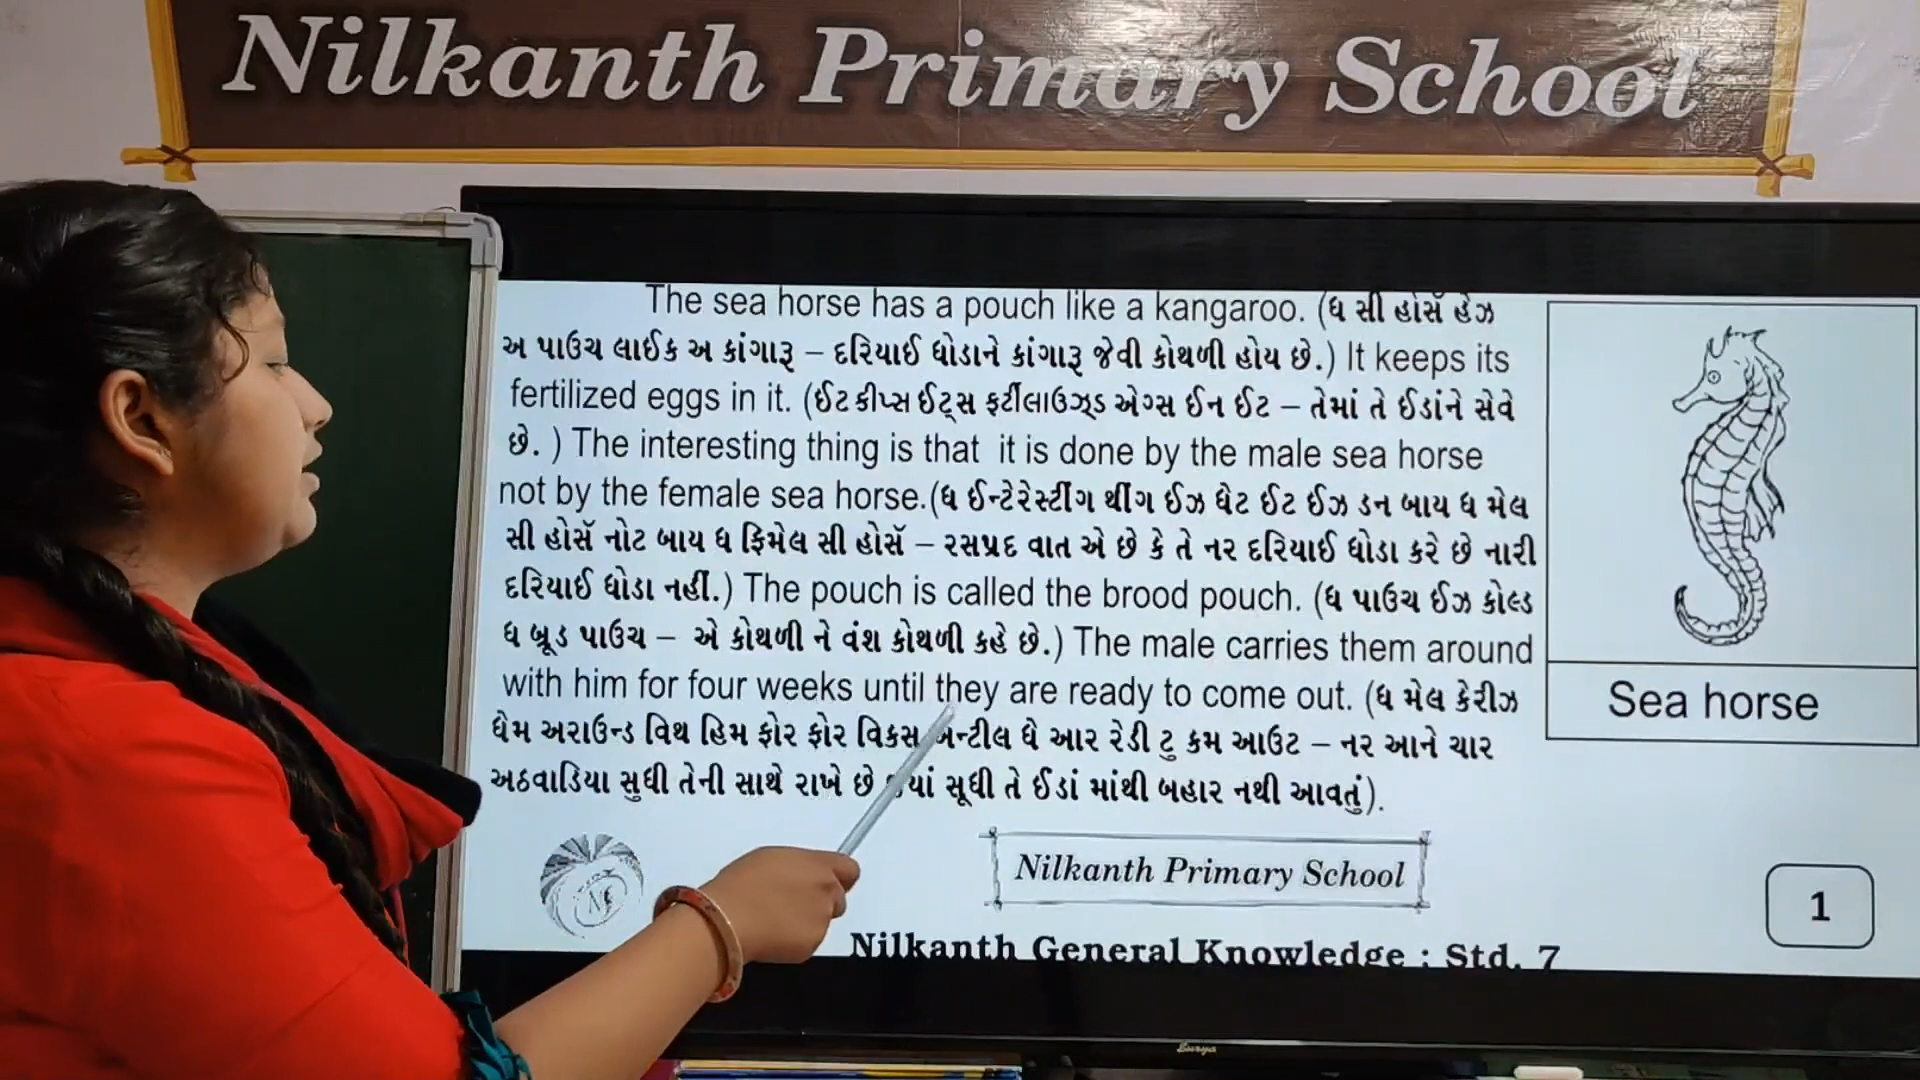 Nilkanth Primary School
The sea horse has a pouch like a kangaroo. (ધ સી હોર્સ હેઝ
અ પાઉચ લાઈક અ કાંગારૂ – દરિયાઈ ઘોડાને કાંગારૂ જેવી કોથળી હોય છે.) It keeps its
fertilized eggs in it. (ઈટ કીપ્સ ઈટ્સ ફર્ટીલાઉઝ્ડ એગ્સ ઈન ઈટ – તેમાં તે ઈડાંને સેવે
છે. ) The interesting thing is that it is done by the male sea horse
not by the female sea horse.(ધ ઈન્ટેરેસ્ટીંગ થીંગ ઈઝ ધેટ ઈટ ઈઝ ડન બાય ધ મેલ
સી હોર્સ નોટ બાય ધ ફિમેલ સી હોર્સ – રસપ્રદ વાત એ છે કે તે નર દરિયાઈ ઘોડા કરે છે નારી
દરિયાઈ ઘોડા નહીં.) The pouch is called the brood pouch. (ધ પાઉચ ઈઝ કોલ્ડ
ધ બ્રૂડ પાઉચ – એ કોથળી ને વંશ કોથળી કહે છે.) The male carries them around
with him for four weeks until they are ready to come out. (ધ મેલ કેરીઝ
ધેમ અરાઉન્ડ વિથ હિમ ફોર ફોર વિકસ અન્ટીલ ધે આર રેડી ટુ કમ આઉટ – નર આને ચાર
અઠવાડિયા સુધી તેની સાથે રાખે છે સૂધી તે ઈડાં માંથી બહાર નથી આવતું).
Sea horse
Nilkanth Primary School
1
Nilkanth General Knowledge : Std. 7